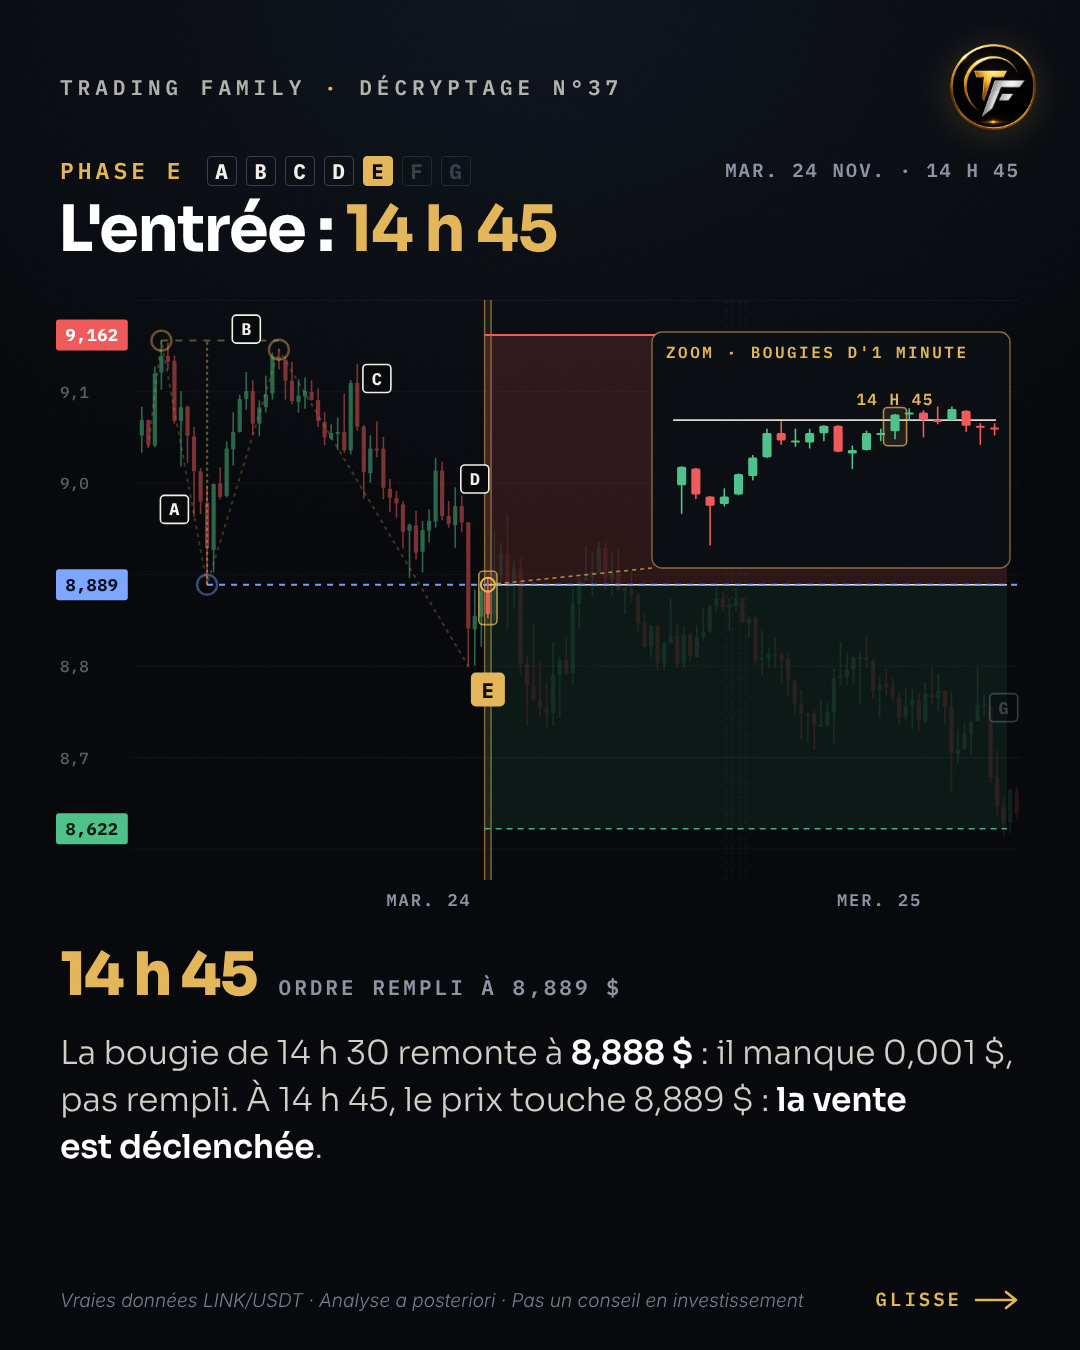 TRADING FAMILY · DÉCRYPTAGE N°37
TF
PHASE E A B C D E F G
MAR. 24 NOV. · 14 H 45
L'entrée : 14 h 45
9,162
9,1
9,0
8,889
8,8
8,7
8,622
A
B
C
D
E
G
ZOOM · BOUGIES D'1 MINUTE
14 H 45
MAR. 24
MER. 25
14 h 45 ORDRE REMPLI À 8,889 $
La bougie de 14 h 30 remonte à 8,888 $ : il manque 0,001 $,
pas rempli. À 14 h 45, le prix touche 8,889 $ : la vente
est déclenchée.
Vraies données LINK/USDT · Analyse a posteriori · Pas un conseil en investissement
GLISSE →